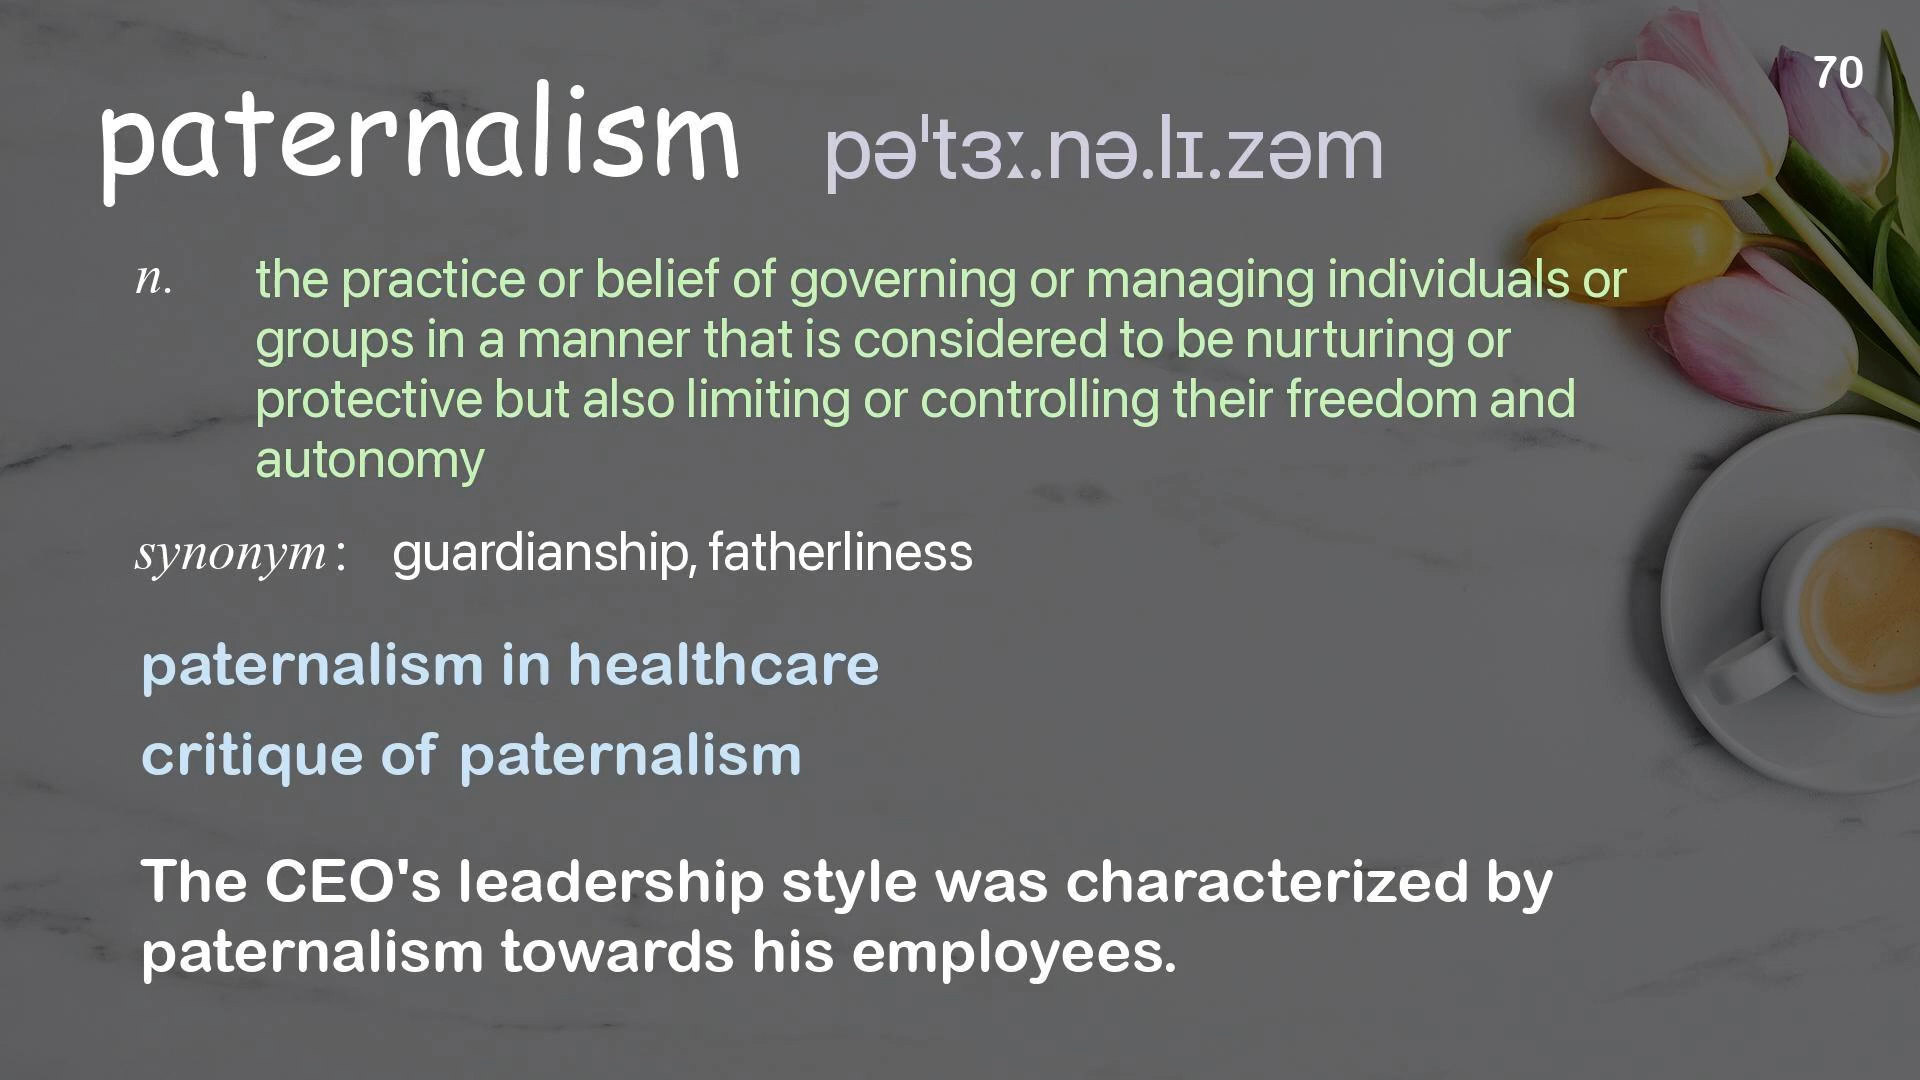 70
paternalism pə'tɜː.nə.lɪ.zəm
n. the practice or belief of governing or managing individuals or
groups in a manner that is considered to be nurturing or
protective but also limiting or controlling their freedom and
autonomy
synonym: guardianship, fatherliness
paternalism in healthcare
critique of paternalism
The CEO's leadership style was characterized by
paternalism towards his employees.